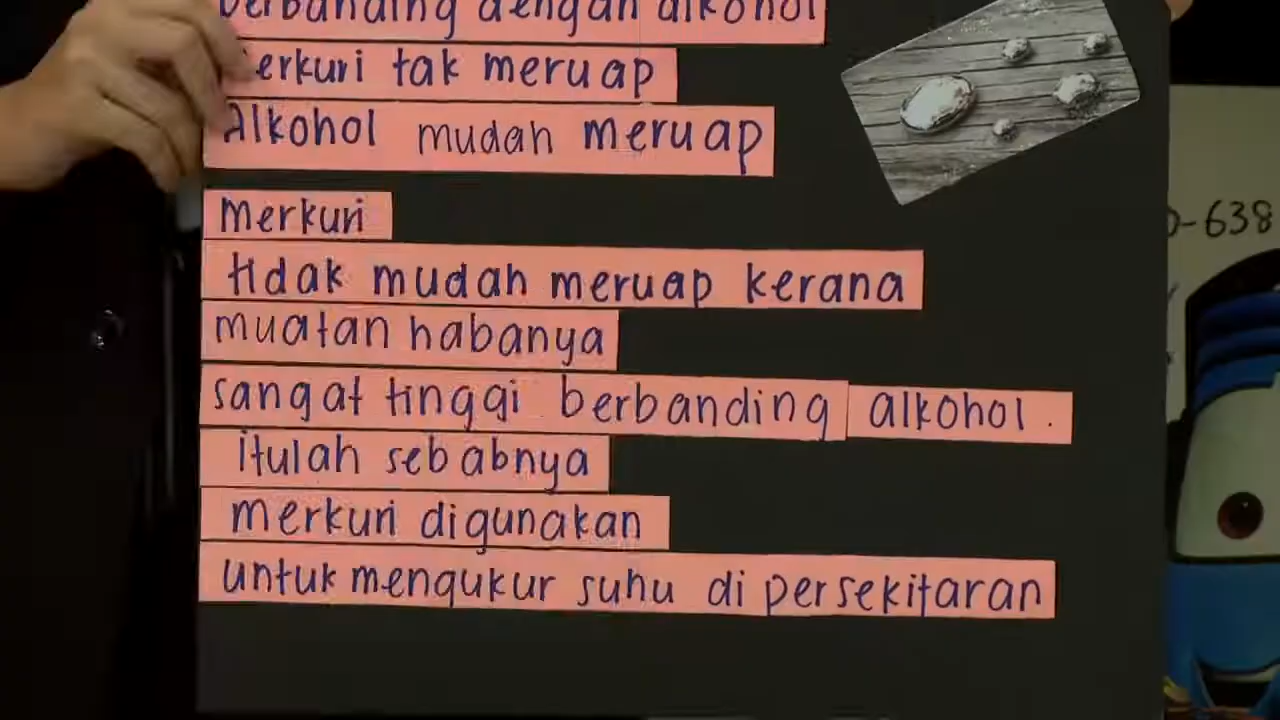 berbanding dengan alkohol
erkuri tak meruap
Alkohol mudah meruap
merkuri
tidak mudah meruap kerana
muatan habanya
sangat tinggi berbanding alkohol.
itulah sebabnya
merkuri digunakan
untuk mengukur suhu di persekitaran
-638